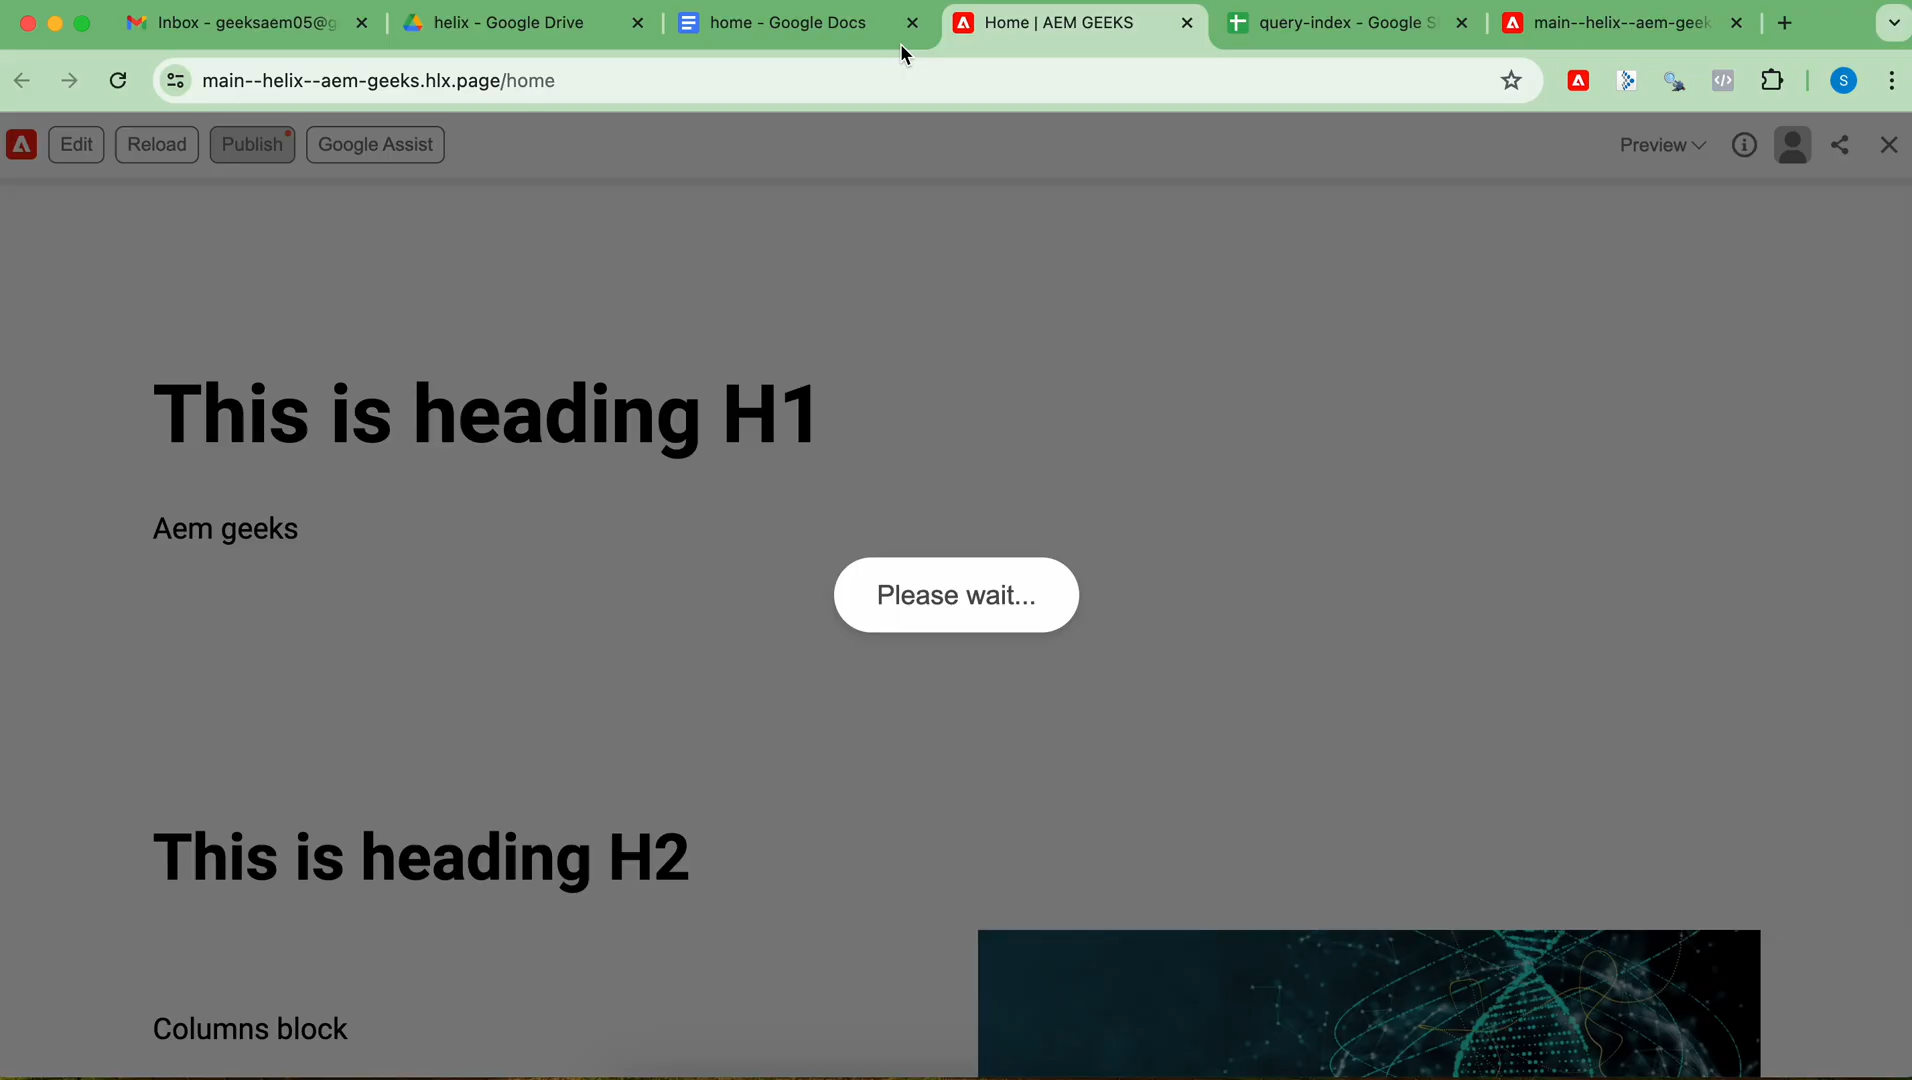 Inbox - geeksaem05@g
helix - Google Drive
home - Google Docs
Home | AEM GEEKS
query-index - Google S
main--helix--aem-geek
main--helix--aem-geeks.hlx.page/home
S
Edit
Reload
Publish
Google Assist
Preview
This is heading H1
Aem geeks
Please wait...
This is heading H2
Columns block